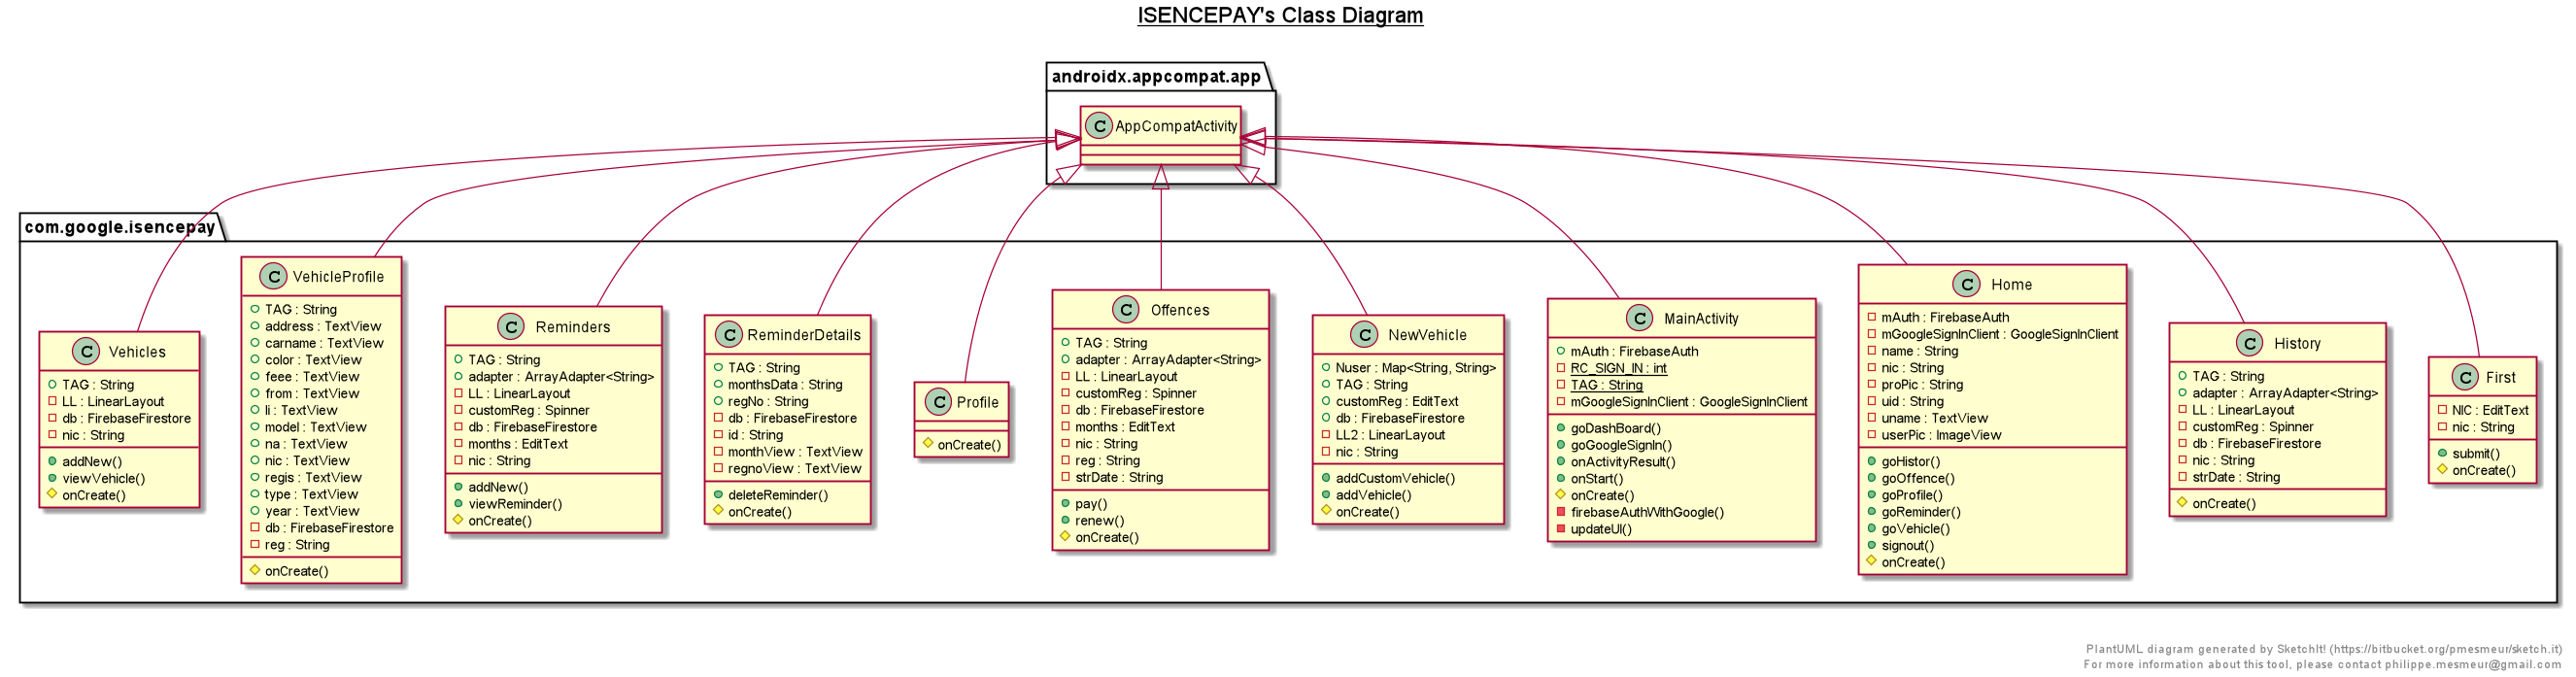 ISENCEPAY's Class Diagram
androidx.appcompat.app
C AppCompatActivity
com.google.isencepay
C Vehicles
TAG : String
LL : LinearLayout
db : FirebaseFirestore
nic : String
addNew()
viewVehicle()
onCreate()
C VehicleProfile
TAG : String
address : TextView
carname : TextView
color : TextView
feee : TextView
from : TextView
li : TextView
model : TextView
na : TextView
nic : TextView
regis : TextView
type : TextView
year : TextView
db : FirebaseFirestore
reg : String
onCreate()
C Reminders
TAG : String
adapter : ArrayAdapter<String>
LL : LinearLayout
customReg : Spinner
db : FirebaseFirestore
months : EditText
nic : String
addNew()
viewReminder()
onCreate()
C ReminderDetails
TAG : String
monthsData : String
regNo : String
db : FirebaseFirestore
id : String
monthView : TextView
regnoView : TextView
deleteReminder()
onCreate()
C Profile
onCreate()
C Offences
TAG : String
adapter : ArrayAdapter<String>
LL : LinearLayout
customReg : Spinner
db : FirebaseFirestore
months : EditText
nic : String
reg : String
strDate : String
pay()
renew()
onCreate()
C NewVehicle
Nuser : Map<String, String>
TAG : String
customReg : EditText
db : FirebaseFirestore
LL2 : LinearLayout
nic : String
addCustomVehicle()
addVehicle()
onCreate()
C MainActivity
mAuth : FirebaseAuth
RC_SIGN_IN : int
TAG : String
mGoogleSignInClient : GoogleSignInClient
goDashBoard()
goGoogleSignIn()
onActivityResult()
onStart()
onCreate()
firebaseAuthWithGoogle()
updateUI()
C Home
mAuth : FirebaseAuth
mGoogleSignInClient : GoogleSignInClient
name : String
nic : String
proPic : String
uid : String
uname : TextView
userPic : ImageView
goHistor()
goOffence()
goProfile()
goReminder()
goVehicle()
signout()
onCreate()
C History
TAG : String
adapter : ArrayAdapter<String>
LL : LinearLayout
customReg : Spinner
db : FirebaseFirestore
nic : String
strDate : String
onCreate()
C First
NIC : EditText
nic : String
submit()
onCreate()
PlantUML diagram generated by SketchIt! (https://bitbucket.org/pmesmeur/sketch.it)
For more information about this tool, please contact philippe.mesmeur@gmail.com